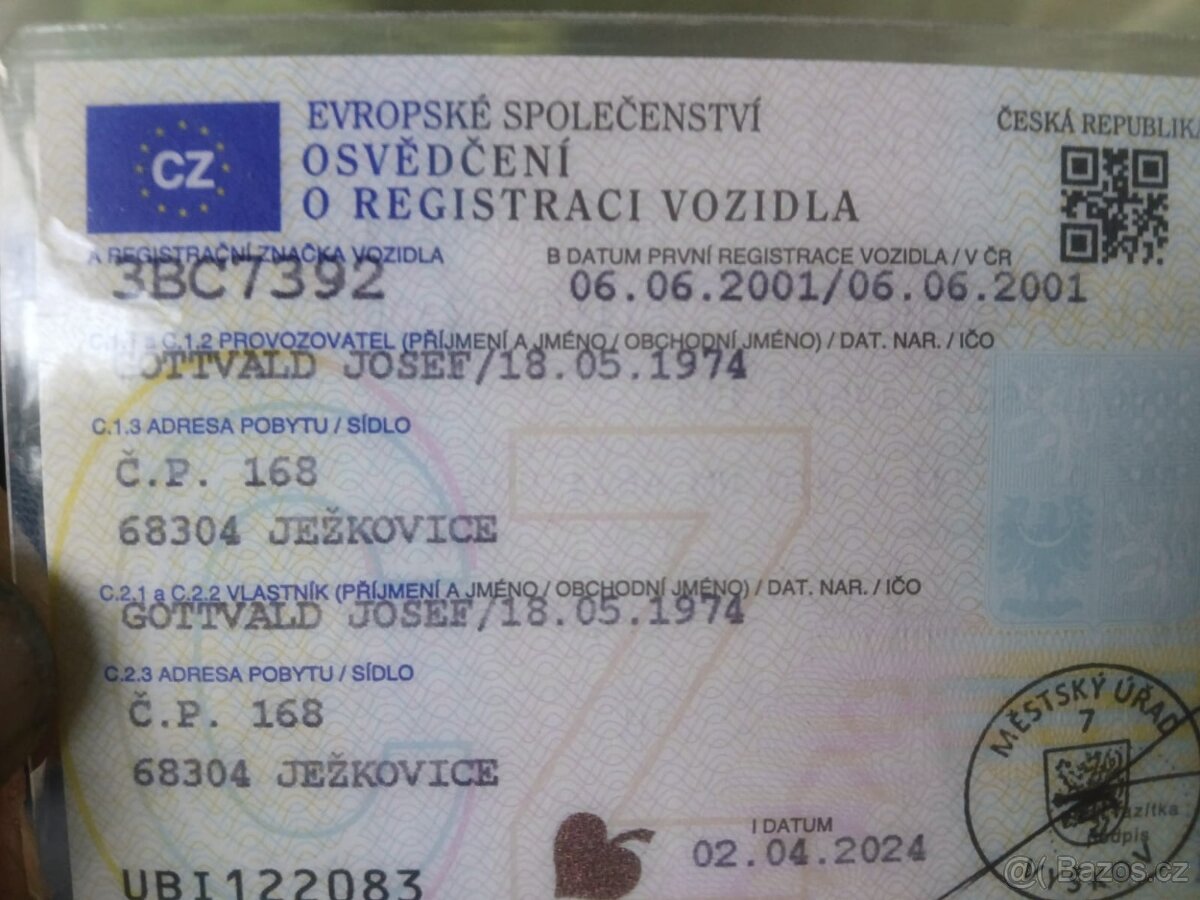 EVROPSKÉ SPOLEČENSTVÍ
ČESKÁ REPUBLIK
CZ
OSVĚDČENÍ
O REGISTRACI VOZIDLA
A REGISTRAČNÍ ZNAČKA VOZIDLA
B DATUM PRVNÍ REGISTRACE VOZIDLA / V ČR
3BC7392
06.06.2001/06.06.2001
C.1.1 a C.1.2 PROVOZOVATEL (PŘÍJMENÍ A JMÉNO / OBCHODNÍ JMÉNO) / DAT. NAR. / IČO
GOTTVALD JOSEF/18.05.1974
C.1.3 ADRESA POBYTU / SÍDLO
Č.P. 168
68304 JEŽKOVICE
C.2.1 a C.2.2 VLASTNÍK (PŘÍJMENÍ A JMÉNO / OBCHODNÍ JMÉNO) / DAT. NAR. / IČO
GOTTVALD JOSEF/18.05.1974
C.2.3 ADRESA POBYTU / SÍDLO
Č.P. 168
68304 JEŽKOVICE
MĚSTSKÝ ÚŘAD
7
VYŠKOV
podpis
I DATUM
02.04.2024
UBI122083
Bazos.cz